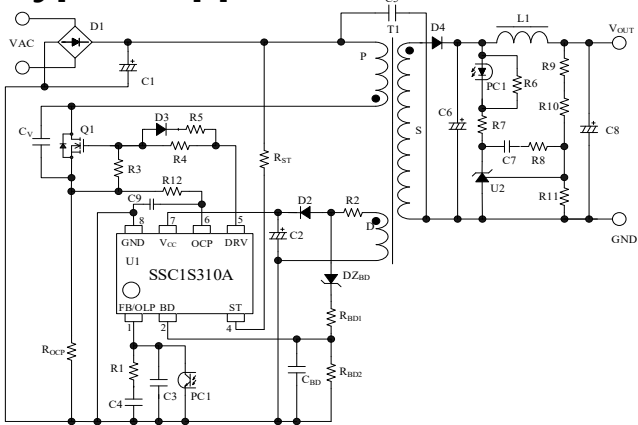 T1
D1
L1
D4
VOUT
VAC
P
C1
PC1
R6
R9
R10
D3
R5
CV
Q1
C6
S
R7
C8
R4
RST
C7
R8
R3
R12
U2
R11
C9
D2
R2
8
7
6
5
C2
D
GND
VCC
OCP
DRV
GND
U1
SSC1S310A
DZBD
FB/OLP
BD
ST
1
2
4
RBD1
ROCP
R1
C3
PC1
CBD
RBD2
C4